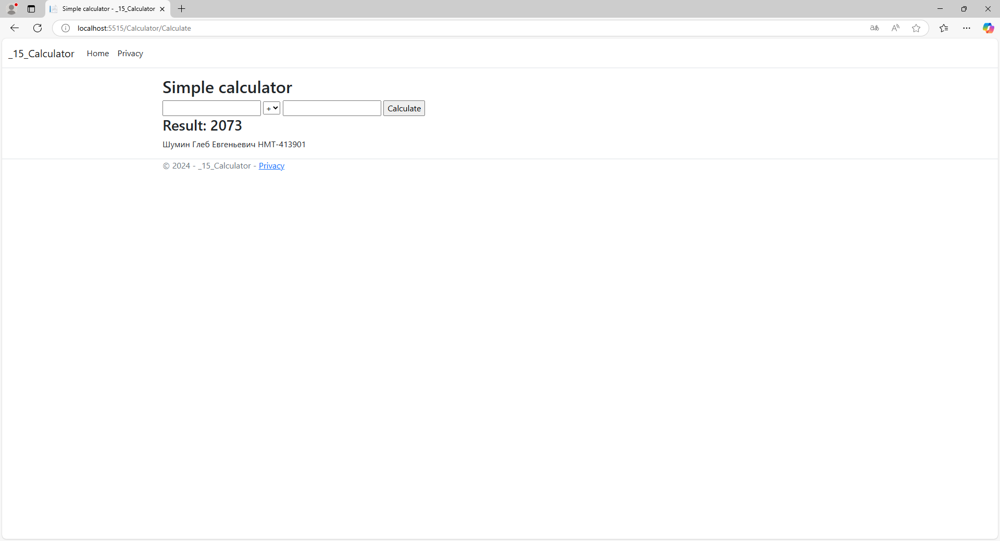 Simple calculator - _15_Calculator
localhost:5515/Calculator/Calculate
_15_Calculator Home Privacy
Simple calculator
+ Calculate
Result: 2073
Шумин Глеб Евгеньевич НМТ-413901
© 2024 - _15_Calculator - Privacy